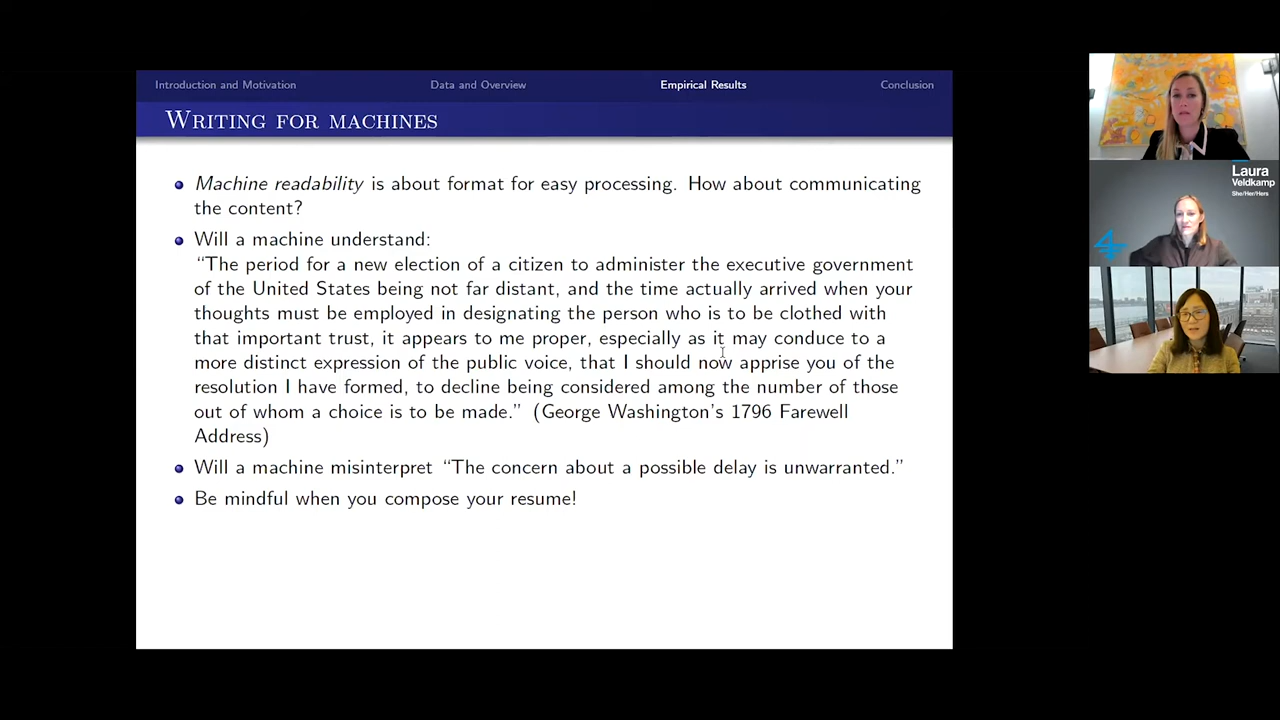 Introduction and Motivation
Data and Overview
Empirical Results
Conclusion
Writing for machines
Machine readability is about format for easy processing. How about communicating
the content?
Will a machine understand:
“The period for a new election of a citizen to administer the executive government
of the United States being not far distant, and the time actually arrived when your
thoughts must be employed in designating the person who is to be clothed with
that important trust, it appears to me proper, especially as it may conduce to a
more distinct expression of the public voice, that I should now apprise you of the
resolution I have formed, to decline being considered among the number of those
out of whom a choice is to be made.” (George Washington’s 1796 Farewell
Address)
Will a machine misinterpret “The concern about a possible delay is unwarranted.”
Be mindful when you compose your resume!
Laura
Veldkamp
She/Her/Hers